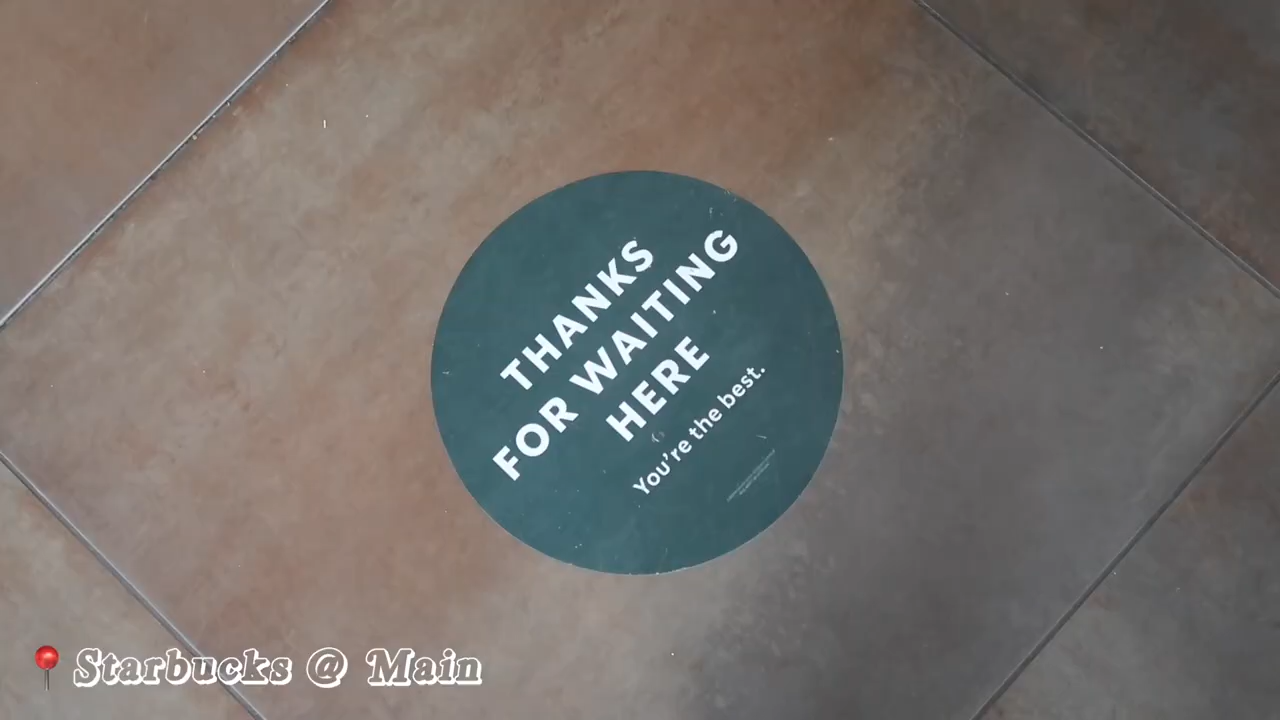 THANKS
FOR WAITING
HERE
You're the best.
Starbucks @ Main